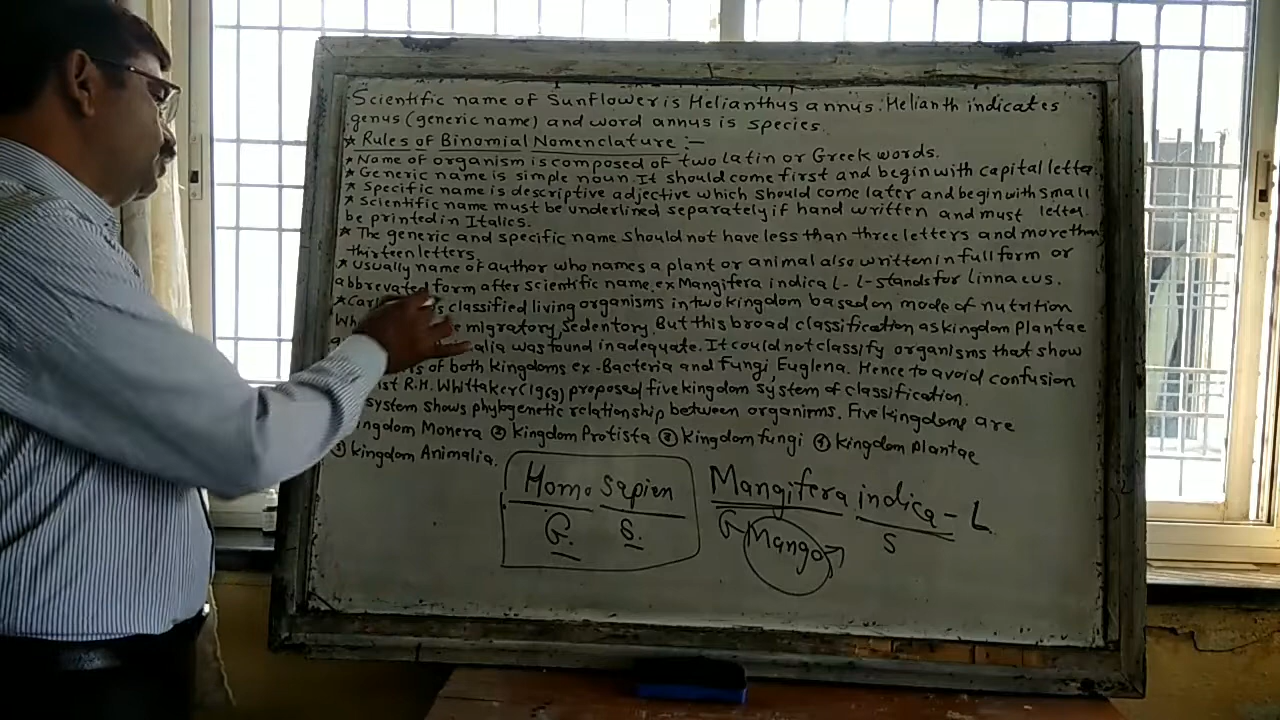 Scientific name of Sunflower is Helianthus annus. Helianth indicates
genus (generic name) and word annus is species.
* Rules of Binomial Nomenclature :-
* Name of organism is composed of two latin or Greek words.
* Generic name is simple noun It should come first and begin with capital letter.
* Specific name is descriptive adjective which should come later and begin with small
* Scientific name must be underlined separately if hand written and must letter.
be printed in Italics.
* The generic and specific name should not have less than three letters and more than
thirteen letters.
* Usually name of author who names a plant or animal also written in full form or
abbrevated form after scientific name. ex Mangifera indica L - L - stands for Linnaeus.
* classified living organisms in two kingdom based on mode of nutrition
migratory, Sedentory. But this broad classification as kingdom Plantae
was found in adequate. It could not classify organisms that show
of both kingdoms ex - Bacteria and fungi, Euglena. Hence to avoid confusion
R.H. Whittaker (1969) proposed five kingdom system of classification.
system shows phylogenetic relationship between organirms. Five kingdoms are
Monera ② kingdom Protista ③ kingdom fungi ④ kingdom Plantae
⑤ kingdom Animalia.
Homo Sapien
G. S.
Mangifera indica - L
G S
Mango